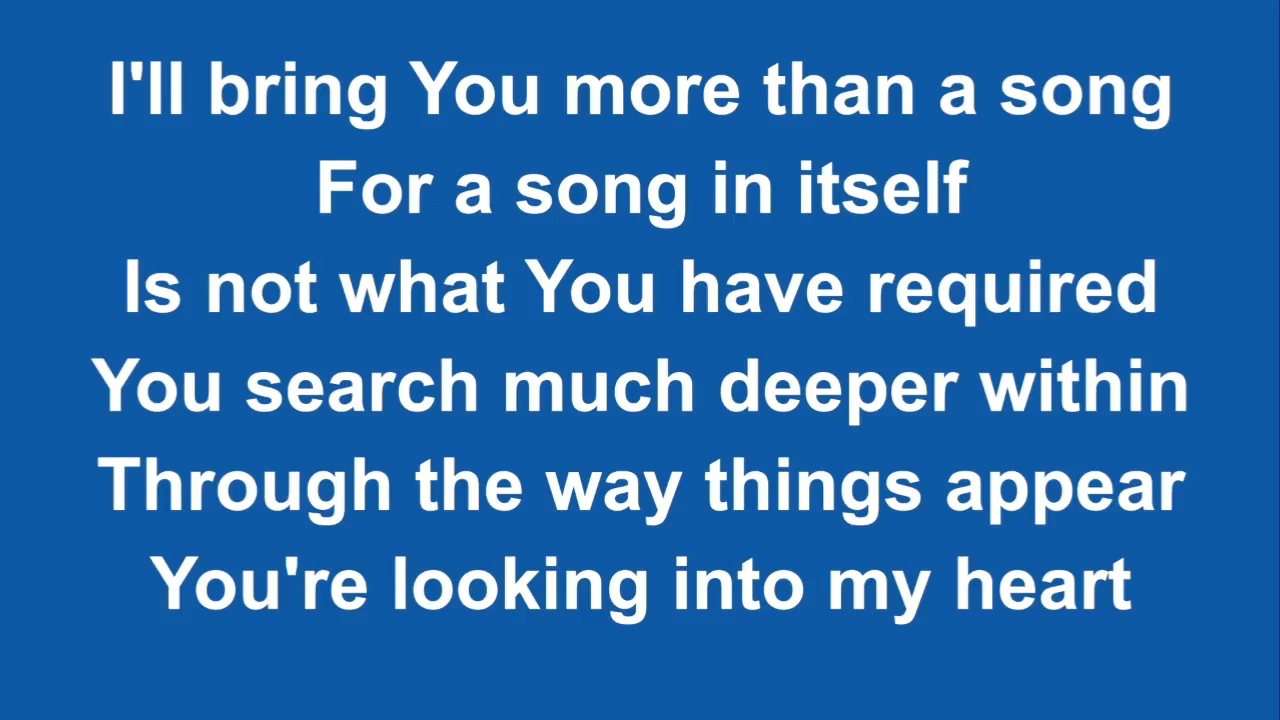 I'll bring You more than a song
For a song in itself
Is not what You have required
You search much deeper within
Through the way things appear
You're looking into my heart